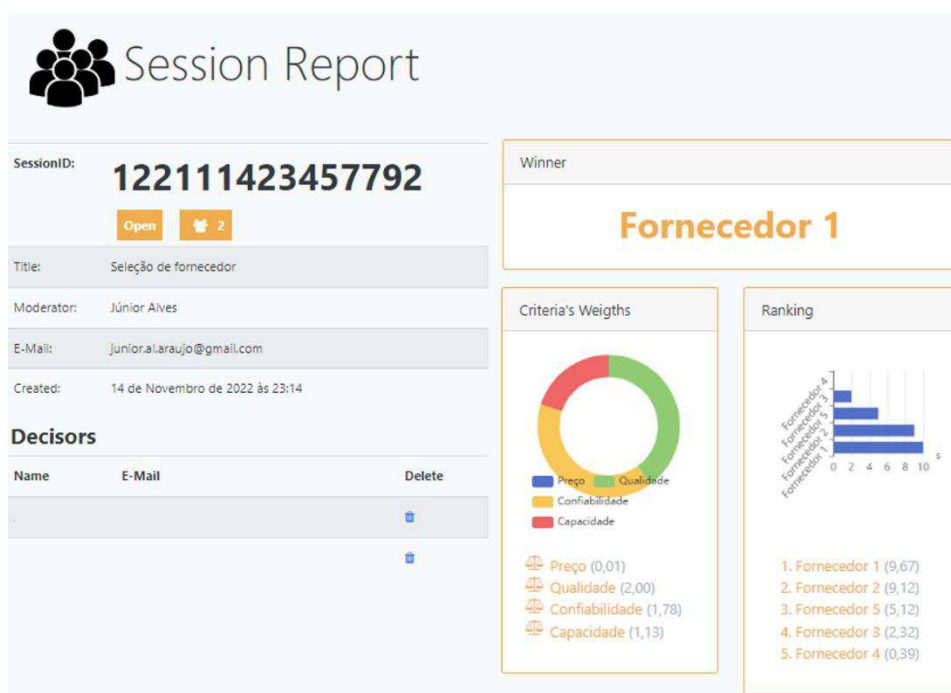 Session Report
SessionID:
122111423457792
Open
2
Title:
Seleção de fornecedor
Moderator:
Júnior Alves
E-Mail:
junior.al.araujo@gmail.com
Created:
14 de Novembro de 2022 às 23:14
Decisors
Name E-Mail Delete
Winner
Fornecedor 1
Criteria's Weigths
Preço Qualidade
Confiabilidade
Capacidade
Preço (0,01)
Qualidade (2,00)
Confiabilidade (1,78)
Capacidade (1,13)
Ranking
Fornecedor 4
Fornecedor 3
Fornecedor 5
Fornecedor 2
Fornecedor 1
0 2 4 6 8 10
s
1. Fornecedor 1 (9,67)
2. Fornecedor 2 (9,12)
3. Fornecedor 5 (5,12)
4. Fornecedor 3 (2,32)
5. Fornecedor 4 (0,39)